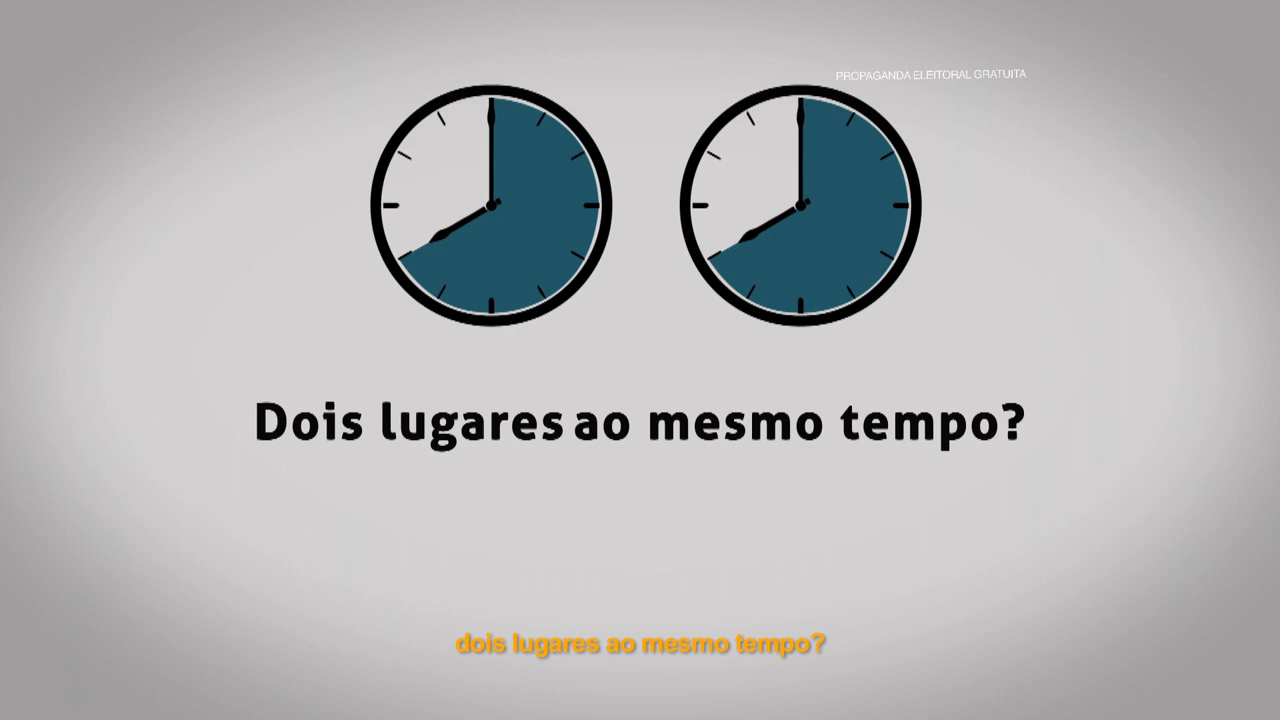 PROPAGANDA ELEITORAL GRATUITA
Dois lugares ao mesmo tempo?
dois lugares ao mesmo tempo?